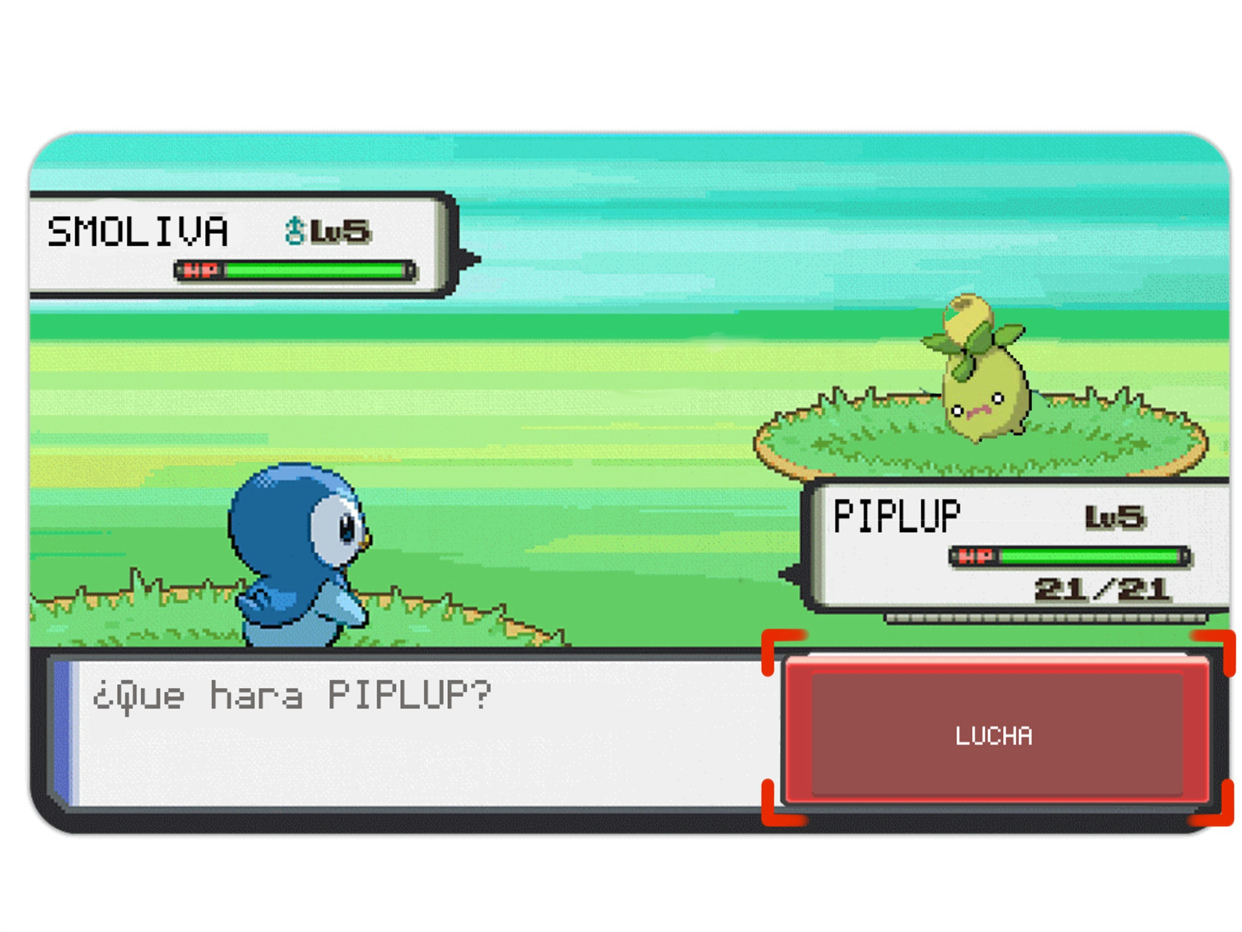 SMOLIVA ♂Lv5
HP
PIPLUP Lv5
HP
21/21
¿Que hara PIPLUP?
LUCHA